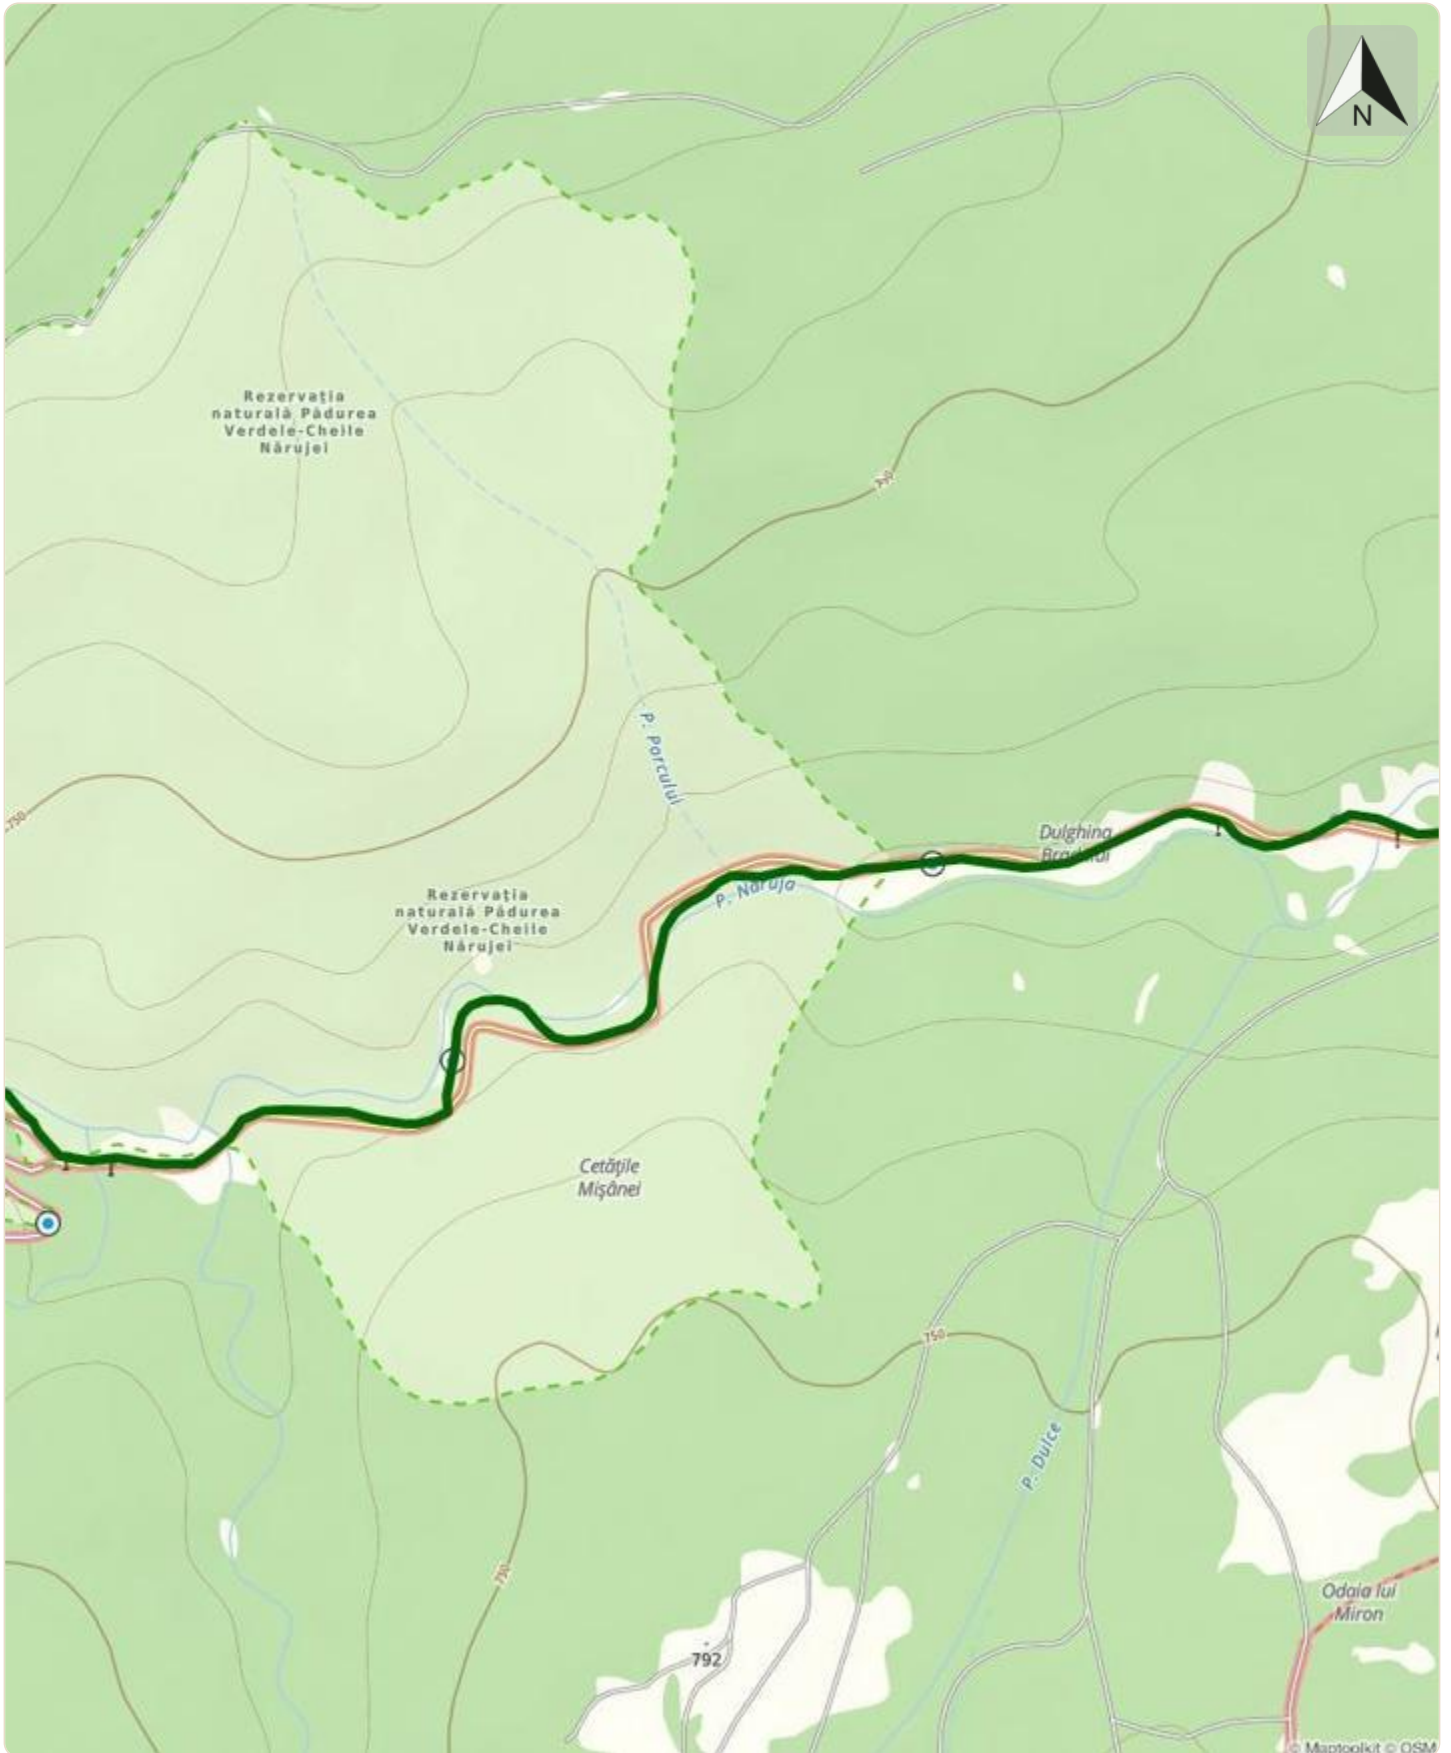 N
Rezervația
naturală Pădurea
Verdele-Cheile
Nărujei
750
P. Porcului
750
Dulghina
P. Năruja
Rezervația
naturală Pădurea
Verdele-Cheile
Nărujei
Cetățile
Mișânei
750
P. Dulce
750
Odaia lui
Miron
792
© Maptoolkit © OSM